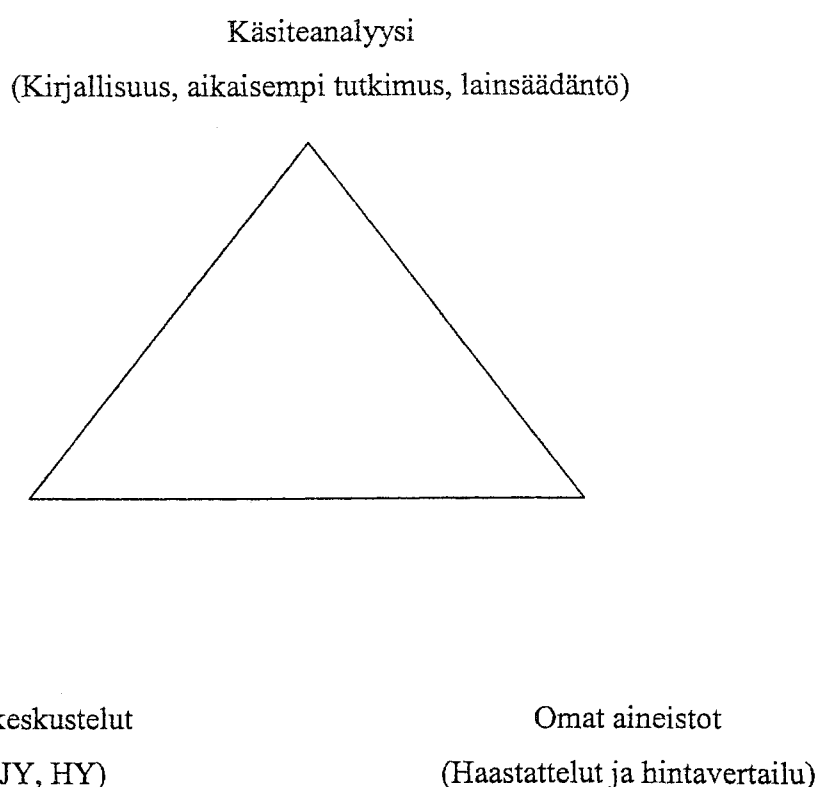 Käsiteanalyysi
(Kirjallisuus, aikaisempi tutkimus, lainsäädäntö)
keskustelut
JY, HY)
Omat aineistot
(Haastattelut ja hintavertailu)